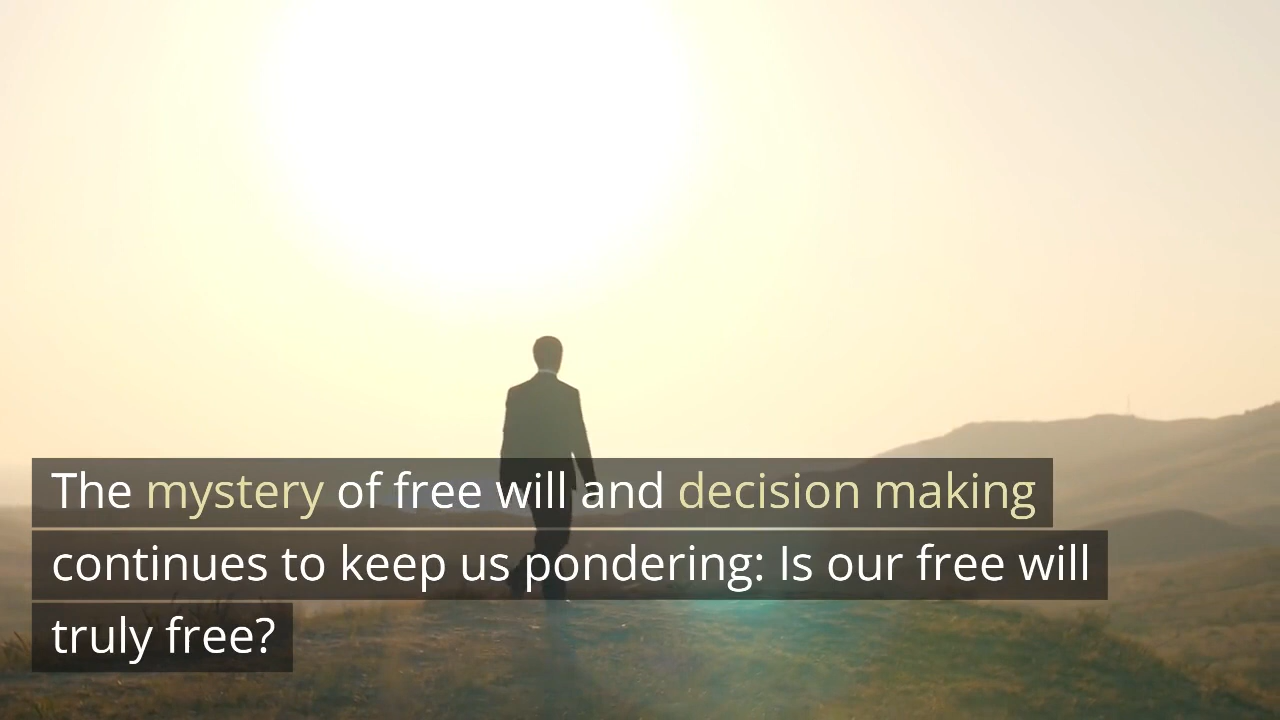 The mystery of free will and decision making
continues to keep us pondering: Is our free will
truly free?